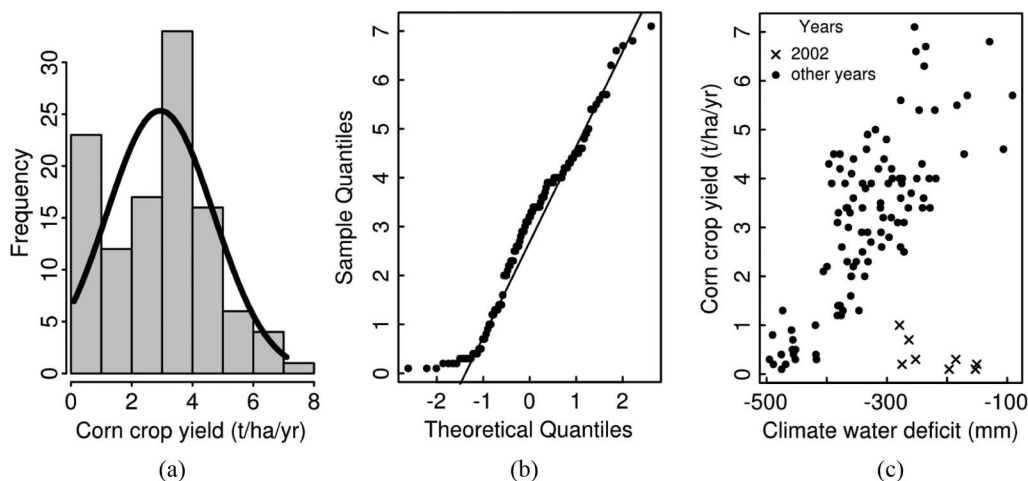 Frequency
0 5 10 15 20 25 30
0 2 4 6 8
Corn crop yield (t/ha/yr)
(a)
Sample Quantiles
0 1 2 3 4 5 6 7
-2 -1 0 1 2
Theoretical Quantiles
(b)
Corn crop yield (t/ha/yr)
0 1 2 3 4 5 6 7
Years
2002
other years
-500 -300 -100
Climate water deficit (mm)
(c)